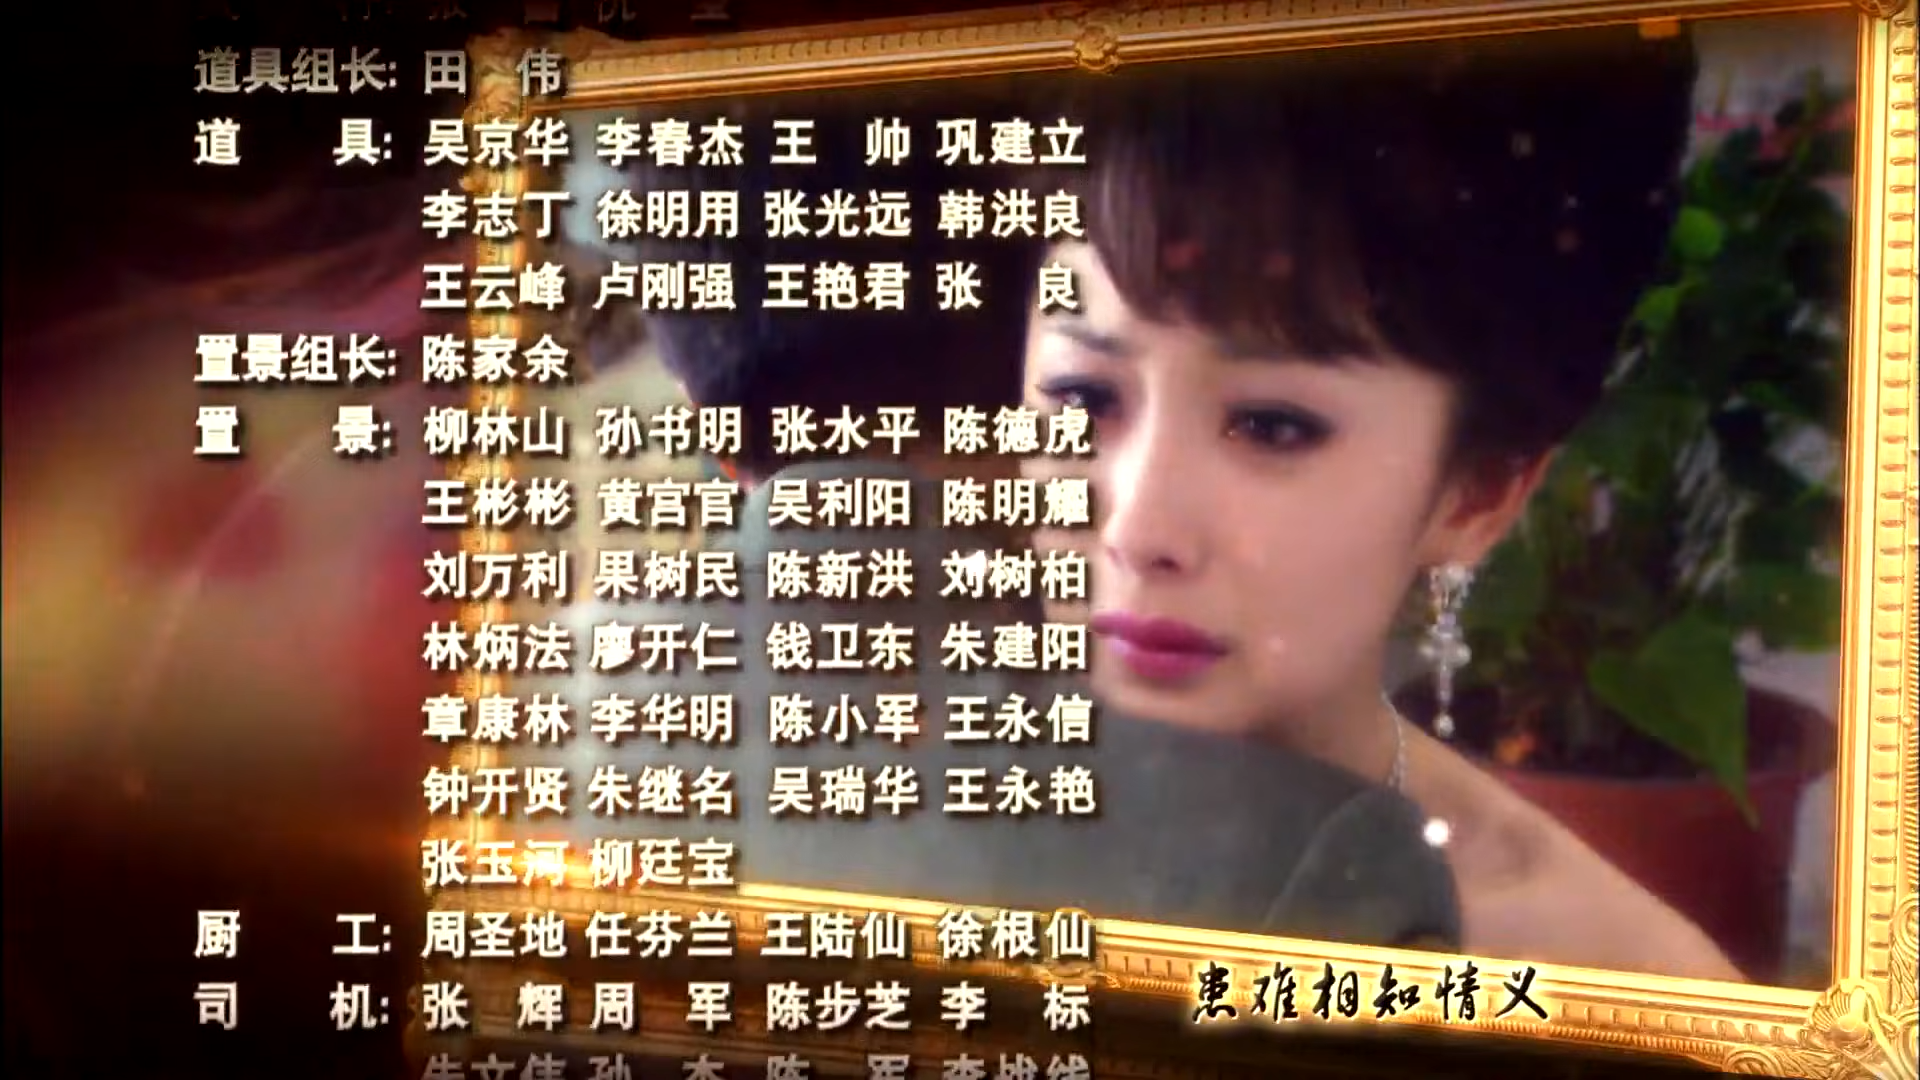 道具组长: 田 伟
道 具: 吴京华 李春杰 王 帅 巩建立
李志丁 徐明用 张光远 韩洪良
王云峰 卢刚强 王艳君 张 良
置景组长: 陈家余
置 景: 柳林山 孙书明 张水平 陈德虎
王彬彬 黄宫官 吴利阳 陈明耀
刘万利 果树民 陈新洪 刘树柏
林炳法 廖开仁 钱卫东 朱建阳
章康林 李华明 陈小军 王永信
钟开贤 朱继名 吴瑞华 王永艳
张玉河 柳廷宝
厨 工: 周圣地 任芬兰 王陆仙 徐根仙
司 机: 张 辉 周 军 陈步芝 李 标
患难相知情义